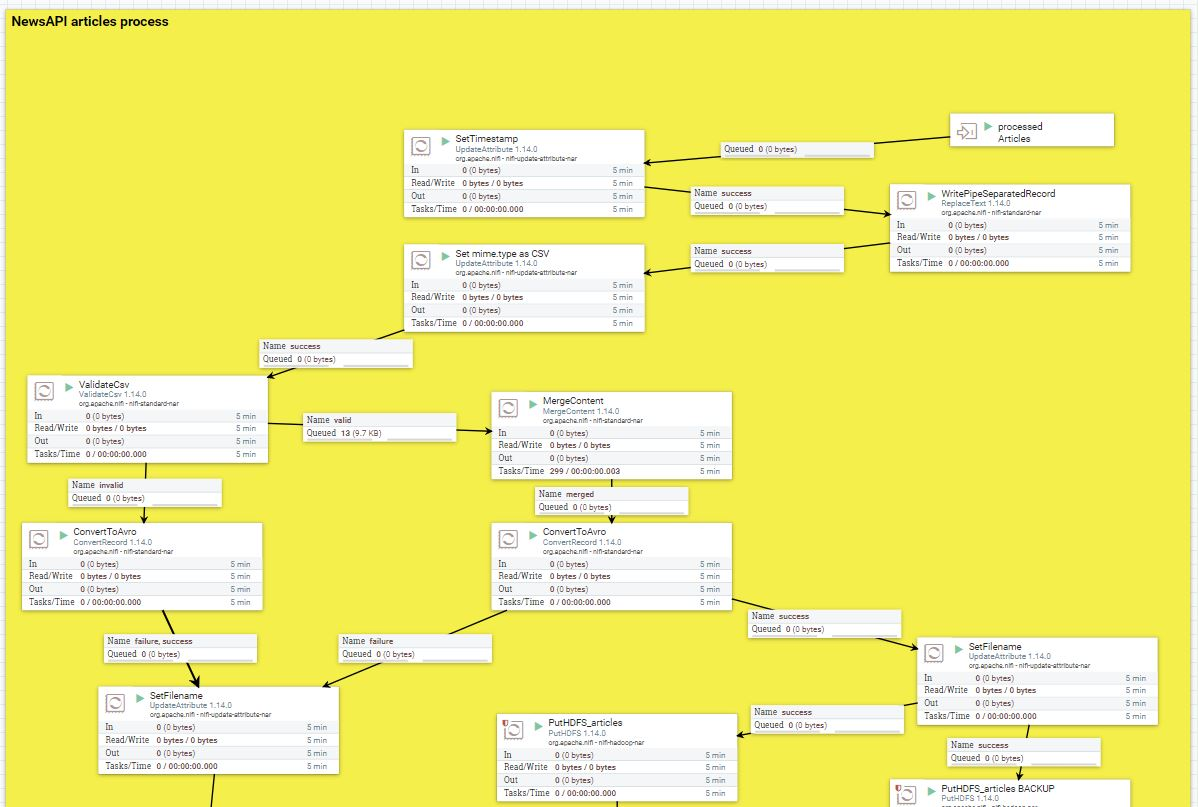 NewsAPI articles process
processed
Articles
Queued 0 (0 bytes)
SetTimestamp
UpdateAttribute 1.14.0
org.apache.nifi - nifi-update-attribute-nar
In 0 (0 bytes) 5 min
Read/Write 0 bytes / 0 bytes 5 min
Out 0 (0 bytes) 5 min
Tasks/Time 0 / 00:00:00.000 5 min
Name success
Queued 0 (0 bytes)
WritePipeSeparatedRecord
ReplaceText 1.14.0
org.apache.nifi - nifi-standard-nar
In 0 (0 bytes) 5 min
Read/Write 0 bytes / 0 bytes 5 min
Out 0 (0 bytes) 5 min
Tasks/Time 0 / 00:00:00.000 5 min
Name success
Queued 0 (0 bytes)
Set mime.type as CSV
UpdateAttribute 1.14.0
org.apache.nifi - nifi-update-attribute-nar
In 0 (0 bytes) 5 min
Read/Write 0 bytes / 0 bytes 5 min
Out 0 (0 bytes) 5 min
Tasks/Time 0 / 00:00:00.000 5 min
Name success
Queued 0 (0 bytes)
ValidateCsv
ValidateCsv 1.14.0
org.apache.nifi - nifi-standard-nar
In 0 (0 bytes) 5 min
Read/Write 0 bytes / 0 bytes 5 min
Out 0 (0 bytes) 5 min
Tasks/Time 0 / 00:00:00.000 5 min
Name valid
Queued 13 (9.7 KB)
MergeContent
MergeContent 1.14.0
org.apache.nifi - nifi-standard-nar
In 0 (0 bytes) 5 min
Read/Write 0 bytes / 0 bytes 5 min
Out 0 (0 bytes) 5 min
Tasks/Time 299 / 00:00:00.003 5 min
Name invalid
Queued 0 (0 bytes)
Name merged
Queued 0 (0 bytes)
ConvertToAvro
ConvertRecord 1.14.0
org.apache.nifi - nifi-standard-nar
In 0 (0 bytes) 5 min
Read/Write 0 bytes / 0 bytes 5 min
Out 0 (0 bytes) 5 min
Tasks/Time 0 / 00:00:00.000 5 min
ConvertToAvro
ConvertRecord 1.14.0
org.apache.nifi - nifi-standard-nar
In 0 (0 bytes) 5 min
Read/Write 0 bytes / 0 bytes 5 min
Out 0 (0 bytes) 5 min
Tasks/Time 0 / 00:00:00.000 5 min
Name failure, success
Queued 0 (0 bytes)
Name failure
Queued 0 (0 bytes)
Name success
Queued 0 (0 bytes)
SetFilename
UpdateAttribute 1.14.0
org.apache.nifi - nifi-update-attribute-nar
In 0 (0 bytes) 5 min
Read/Write 0 bytes / 0 bytes 5 min
Out 0 (0 bytes) 5 min
Tasks/Time 0 / 00:00:00.000 5 min
SetFilename
UpdateAttribute 1.14.0
org.apache.nifi - nifi-update-attribute-nar
In 0 (0 bytes) 5 min
Read/Write 0 bytes / 0 bytes 5 min
Out 0 (0 bytes) 5 min
Tasks/Time 0 / 00:00:00.000 5 min
Name success
Queued 0 (0 bytes)
PutHDFS_articles
PutHDFS 1.14.0
org.apache.nifi - nifi-hadoop-nar
In 0 (0 bytes) 5 min
Read/Write 0 bytes / 0 bytes 5 min
Out 0 (0 bytes) 5 min
Tasks/Time 0 / 00:00:00.000 5 min
Name success
Queued 0 (0 bytes)
PutHDFS_articles BACKUP
PutHDFS 1.14.0